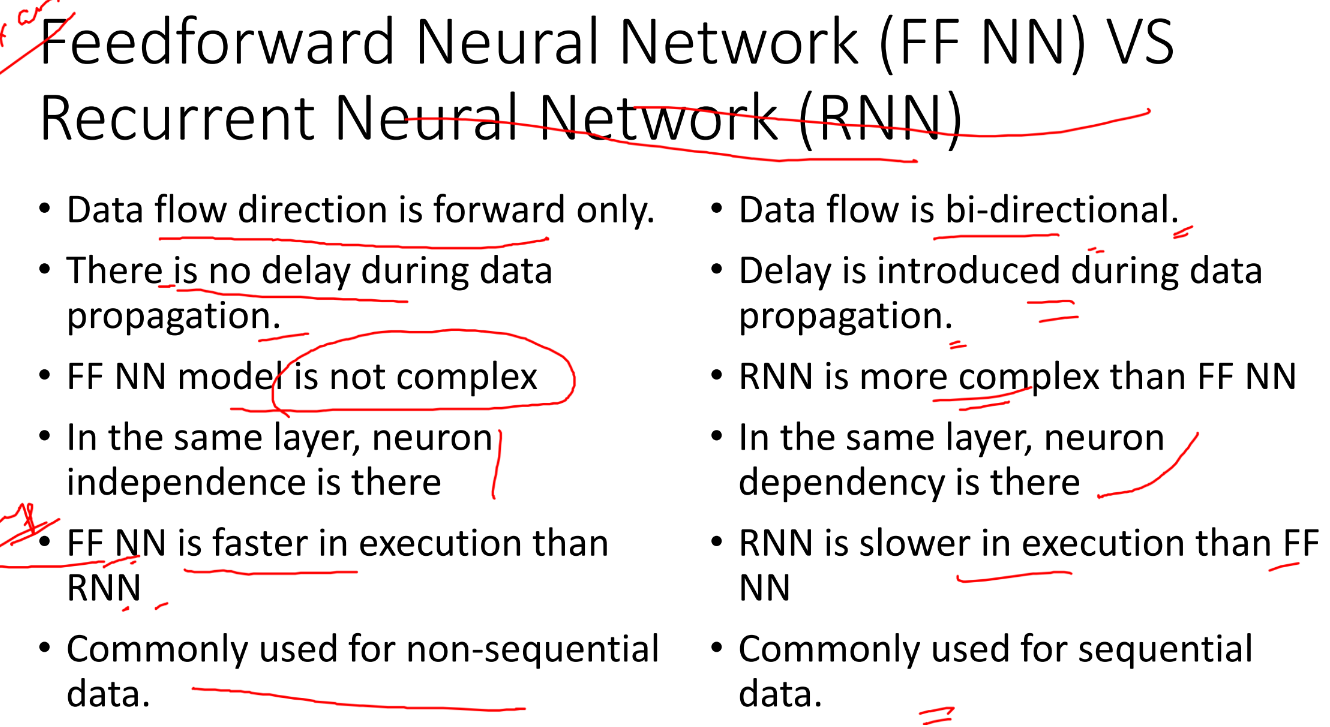 Feedforward Neural Network (FF NN) VS
Recurrent Neural Network (RNN)
• Data flow direction is forward only.
• There is no delay during data
propagation.
• FF NN model is not complex
• In the same layer, neuron
independence is there
• FF NN is faster in execution than
RNN
• Commonly used for non-sequential
data.
• Data flow is bi-directional.
• Delay is introduced during data
propagation.
• RNN is more complex than FF NN
• In the same layer, neuron
dependency is there
• RNN is slower in execution than FF
NN
• Commonly used for sequential
data.